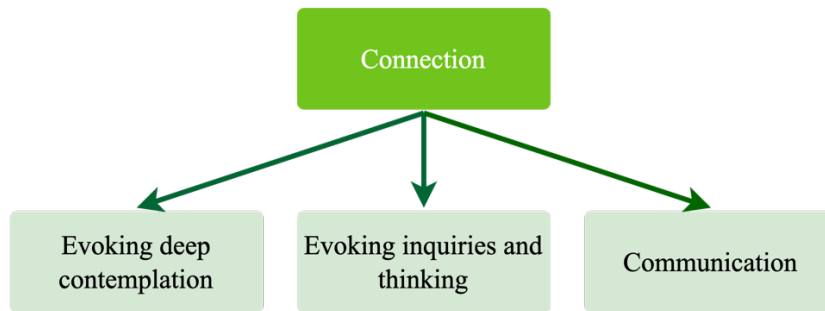 Connection
Evoking deep
contemplation
Evoking inquiries and
thinking
Communication